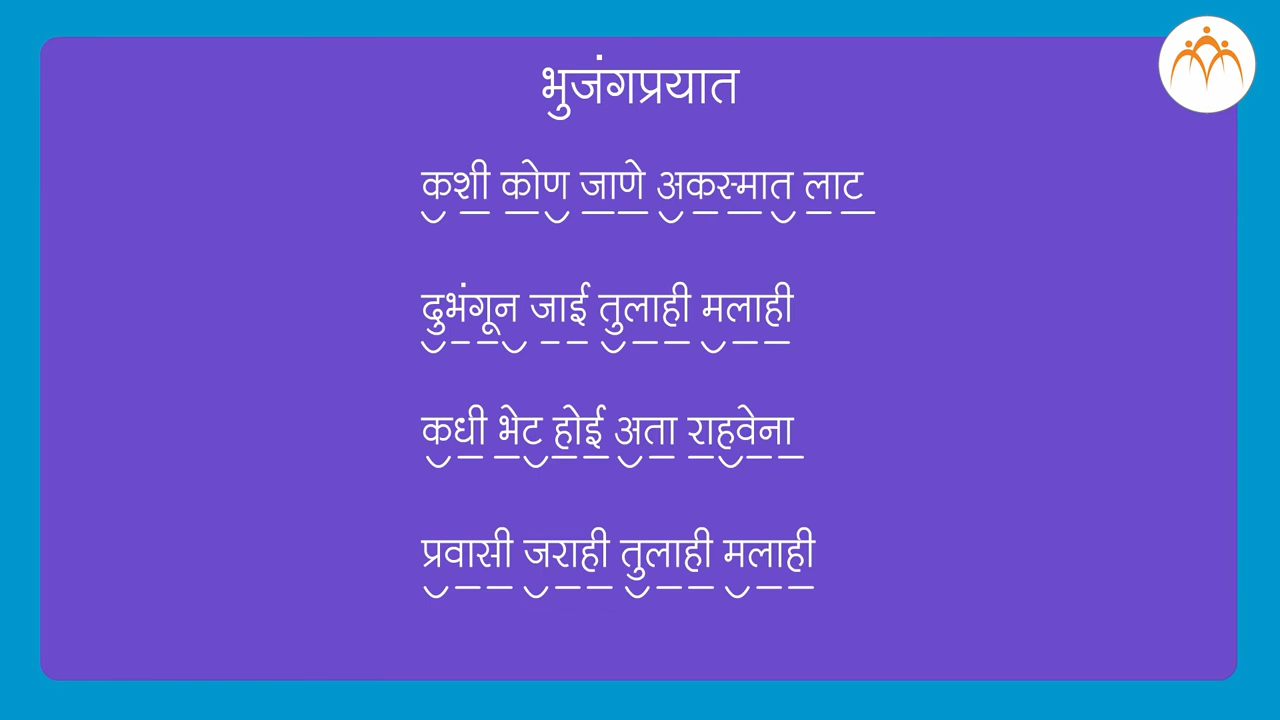 भुजंगप्रयात
कशी कोण जाणे अकस्मात लाट
दुभंगून जाई तुलाही मलाही
कधी भेट होई अता राहवेना
प्रवासी जराही तुलाही मलाही